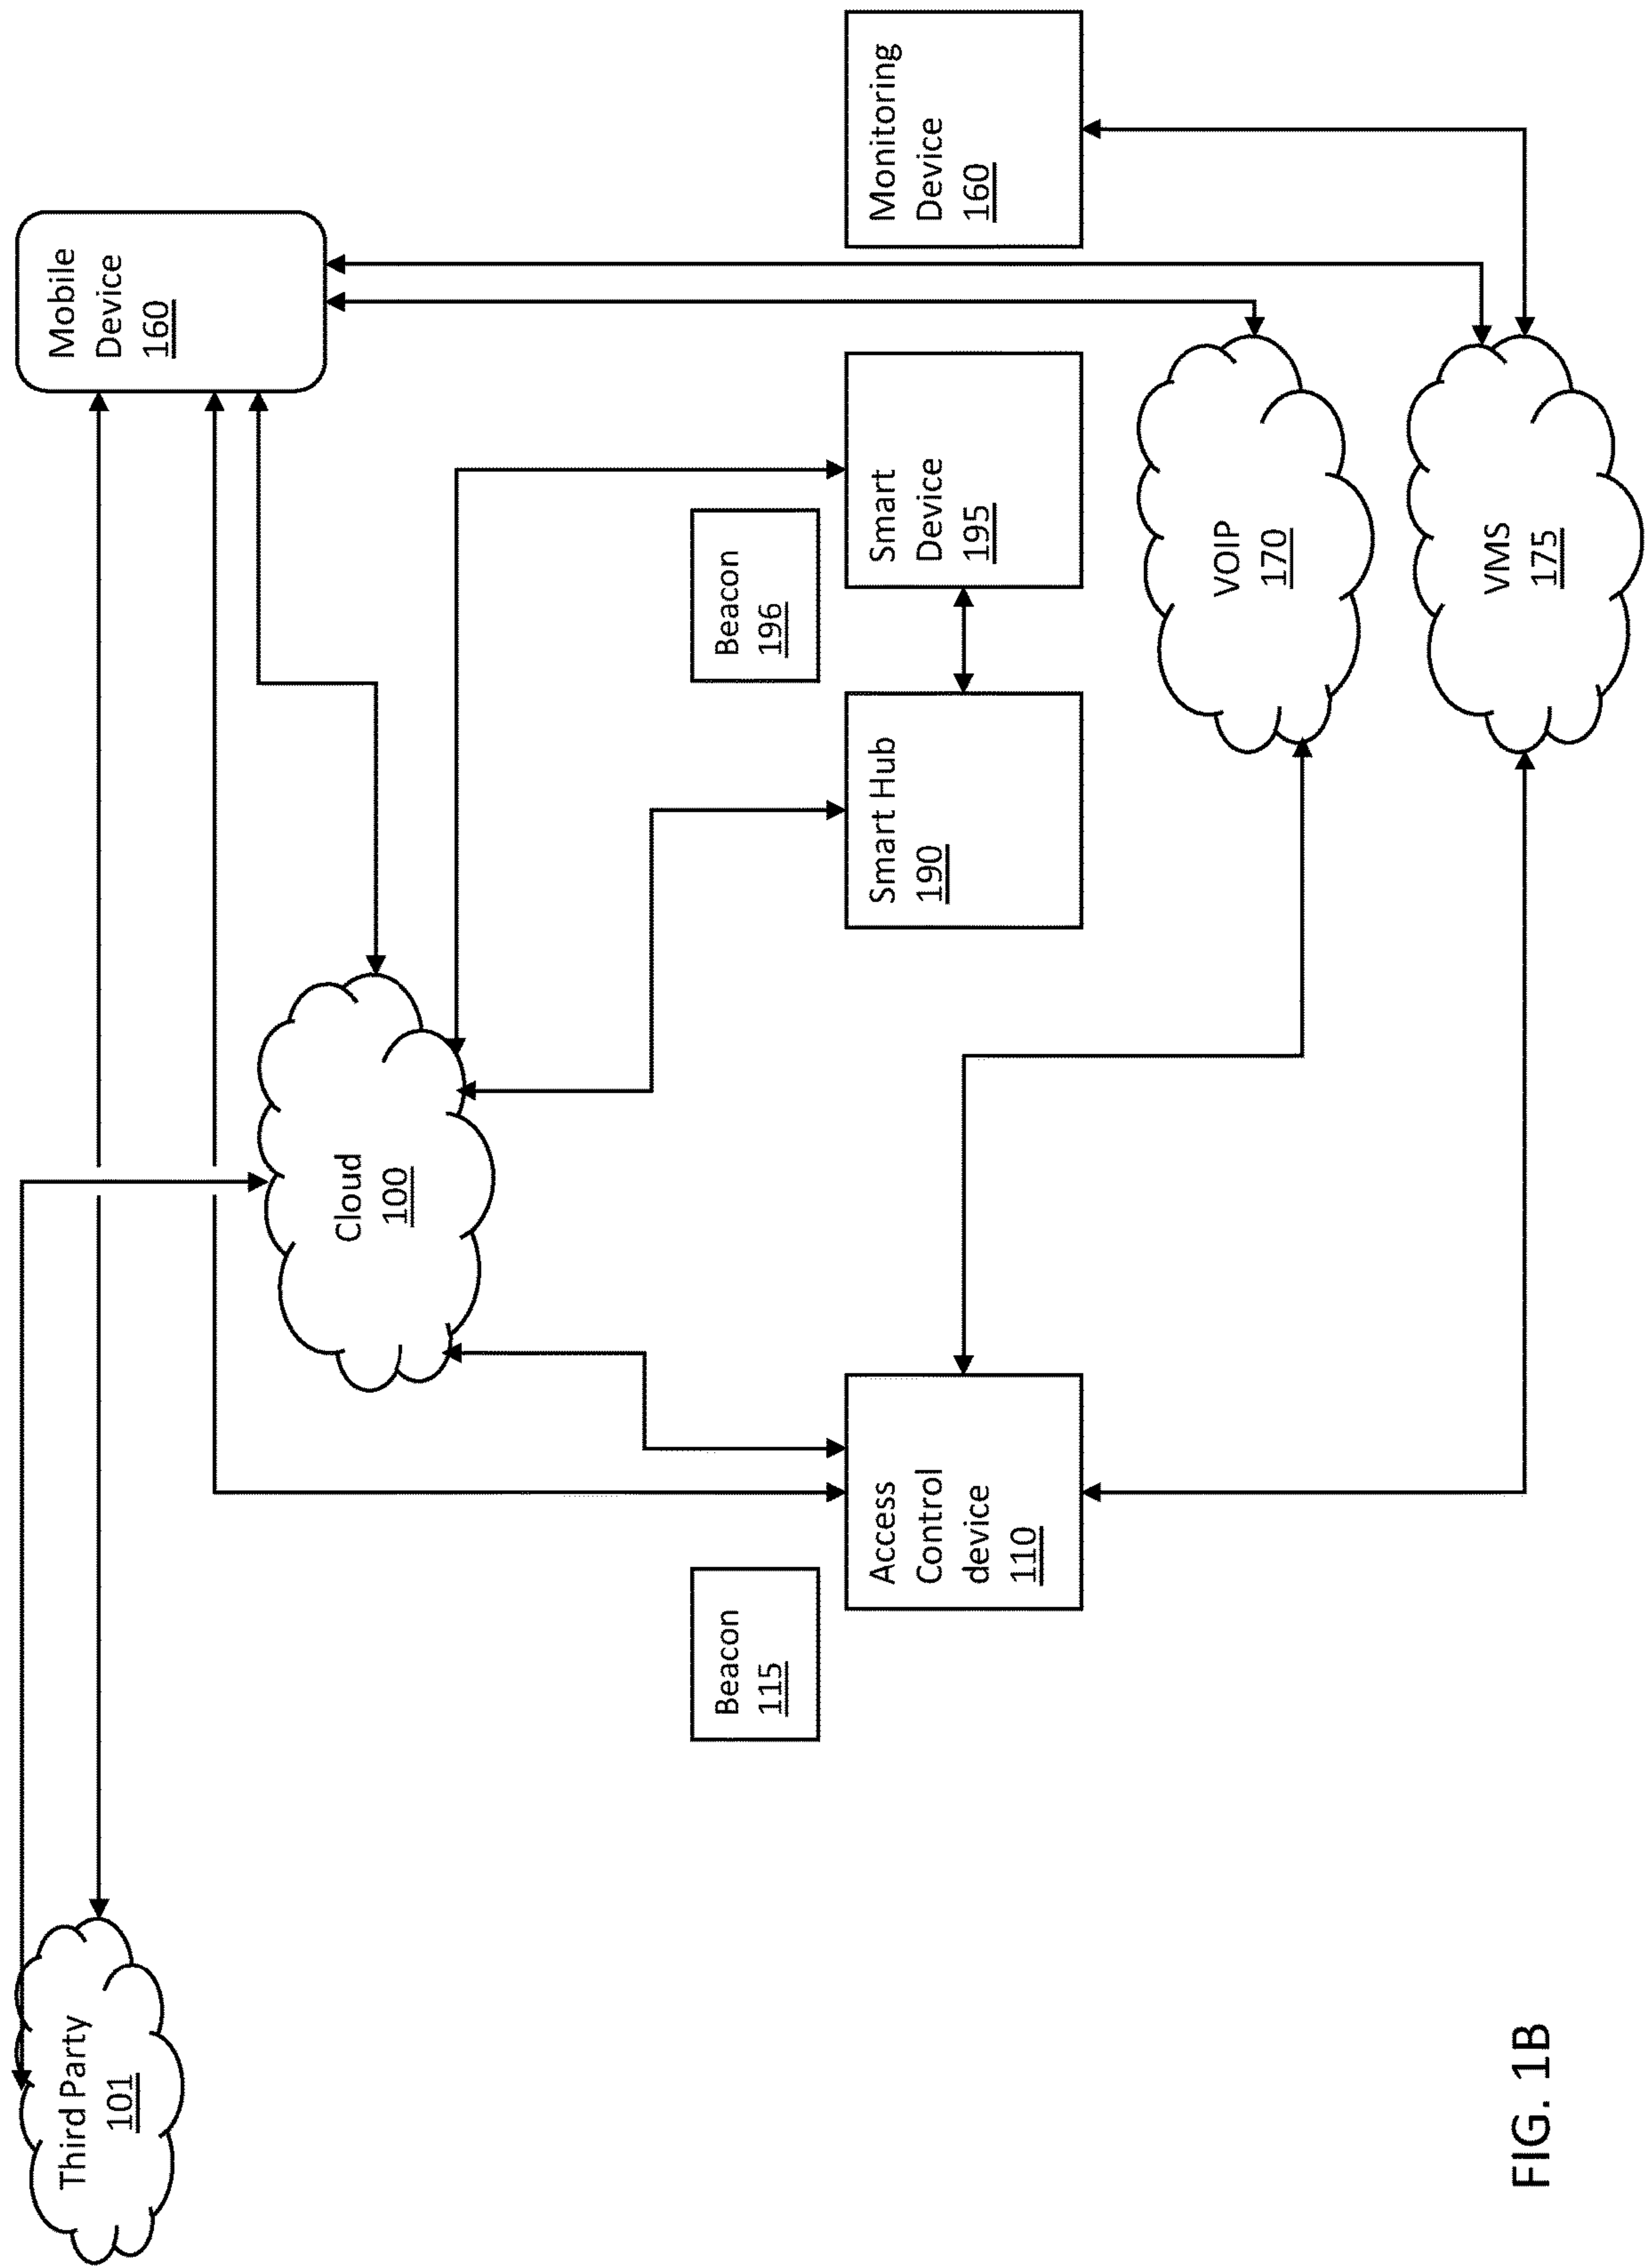 Third Party
101
Mobile
Device
160
Cloud
100
Beacon
115
Beacon
196
Access
Control
device
110
Smart Hub
190
Smart
Device
195
Monitoring
Device
160
VOIP
170
VMS
175
FIG. 1B